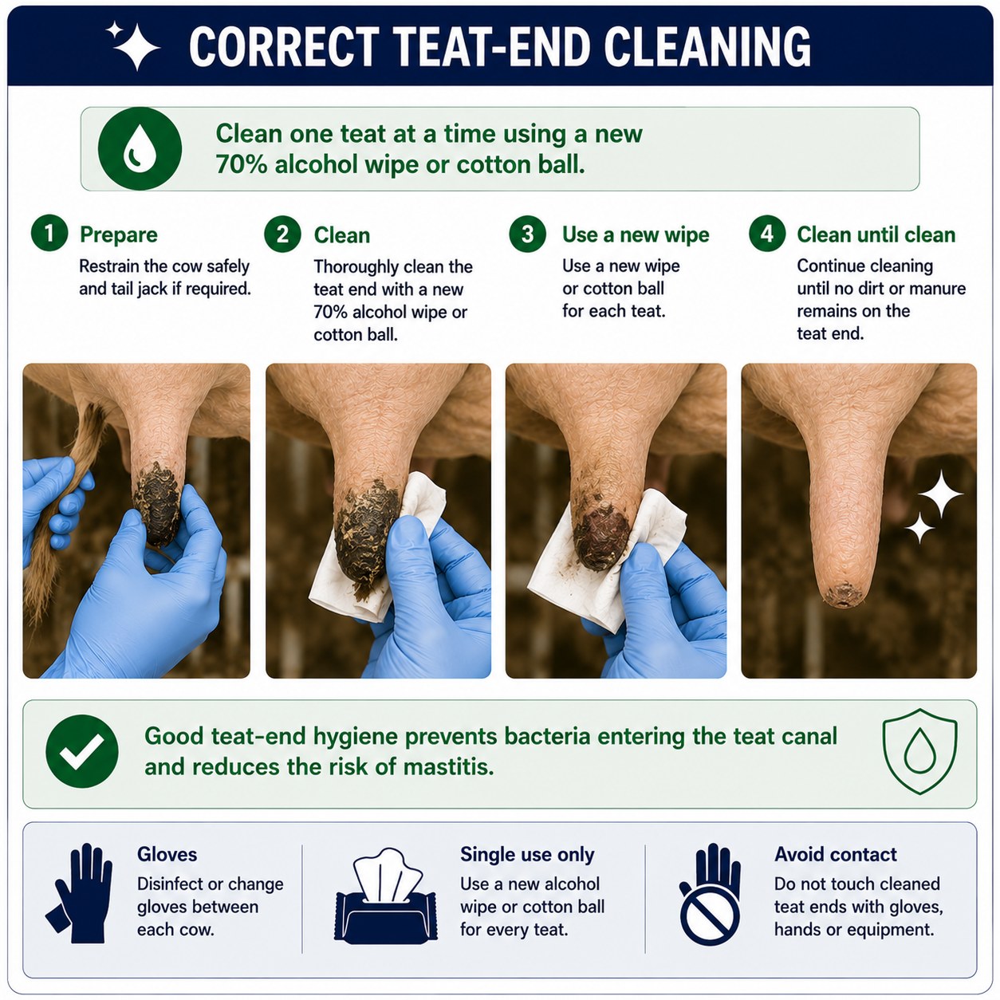 CORRECT TEAT-END CLEANING
Clean one teat at a time using a new
70% alcohol wipe or cotton ball.
1 Prepare
Restrain the cow safely
and tail jack if required.
2 Clean
Thoroughly clean the
teat end with a new
70% alcohol wipe or
cotton ball.
3 Use a new wipe
Use a new wipe
or cotton ball
for each teat.
4 Clean until clean
Continue cleaning
until no dirt or manure
remains on the
teat end.
Good teat-end hygiene prevents bacteria entering the teat canal
and reduces the risk of mastitis.
Gloves
Disinfect or change
gloves between
each cow.
Single use only
Use a new alcohol
wipe or cotton ball
for every teat.
Avoid contact
Do not touch cleaned
teat ends with gloves,
hands or equipment.